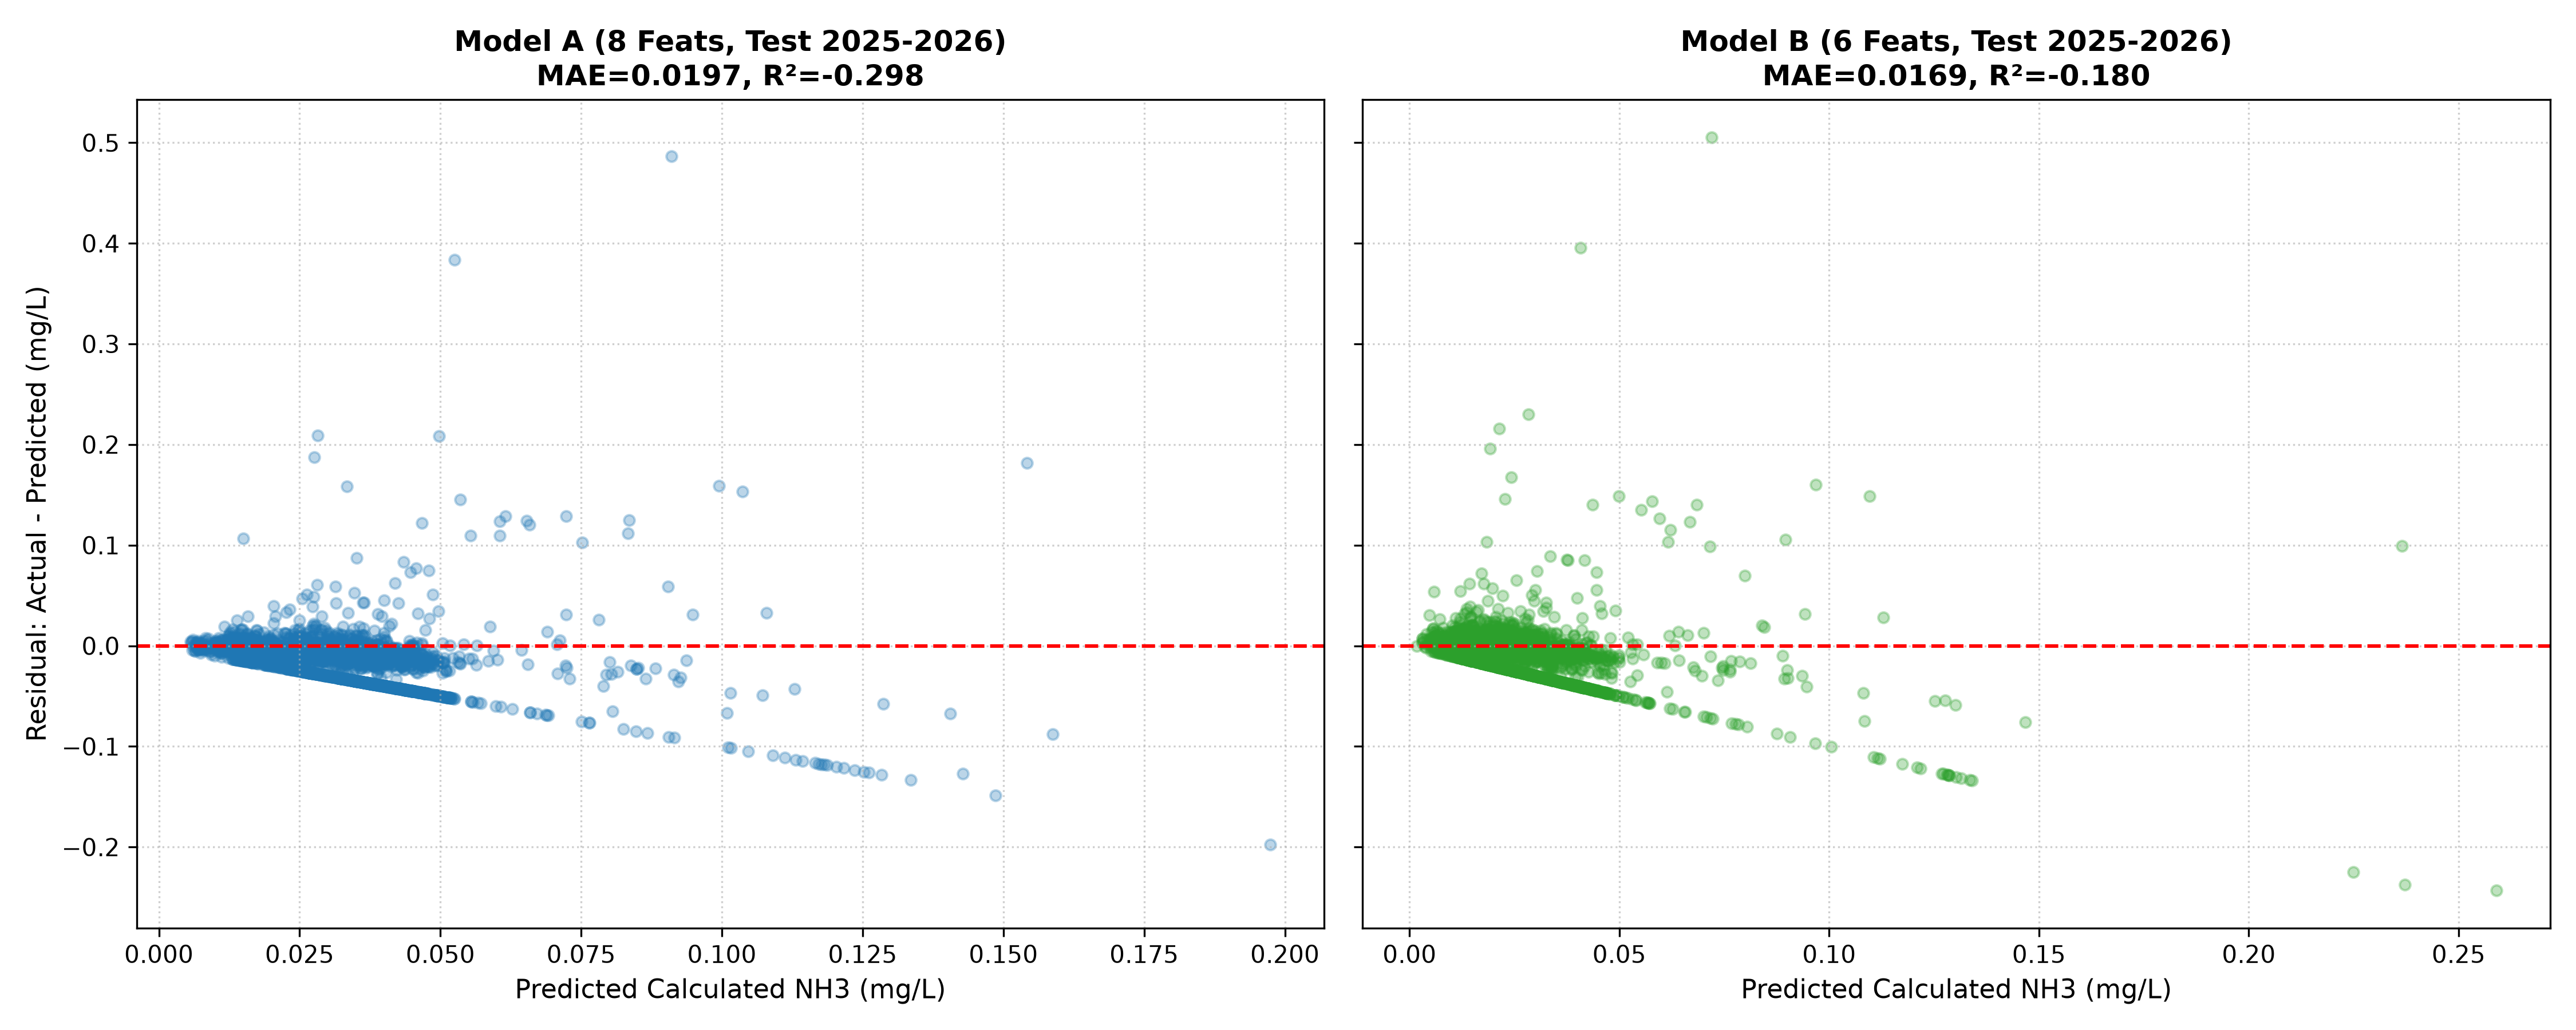 Model A (8 Feats, Test 2025-2026)
MAE=0.0197, R²=-0.298
Residual: Actual - Predicted (mg/L)
0.5
0.4
0.3
0.2
0.1
0.0
−0.1
−0.2
0.000 0.025 0.050 0.075 0.100 0.125 0.150 0.175 0.200
Predicted Calculated NH3 (mg/L)
Model B (6 Feats, Test 2025-2026)
MAE=0.0169, R²=-0.180
0.00 0.05 0.10 0.15 0.20 0.25
Predicted Calculated NH3 (mg/L)